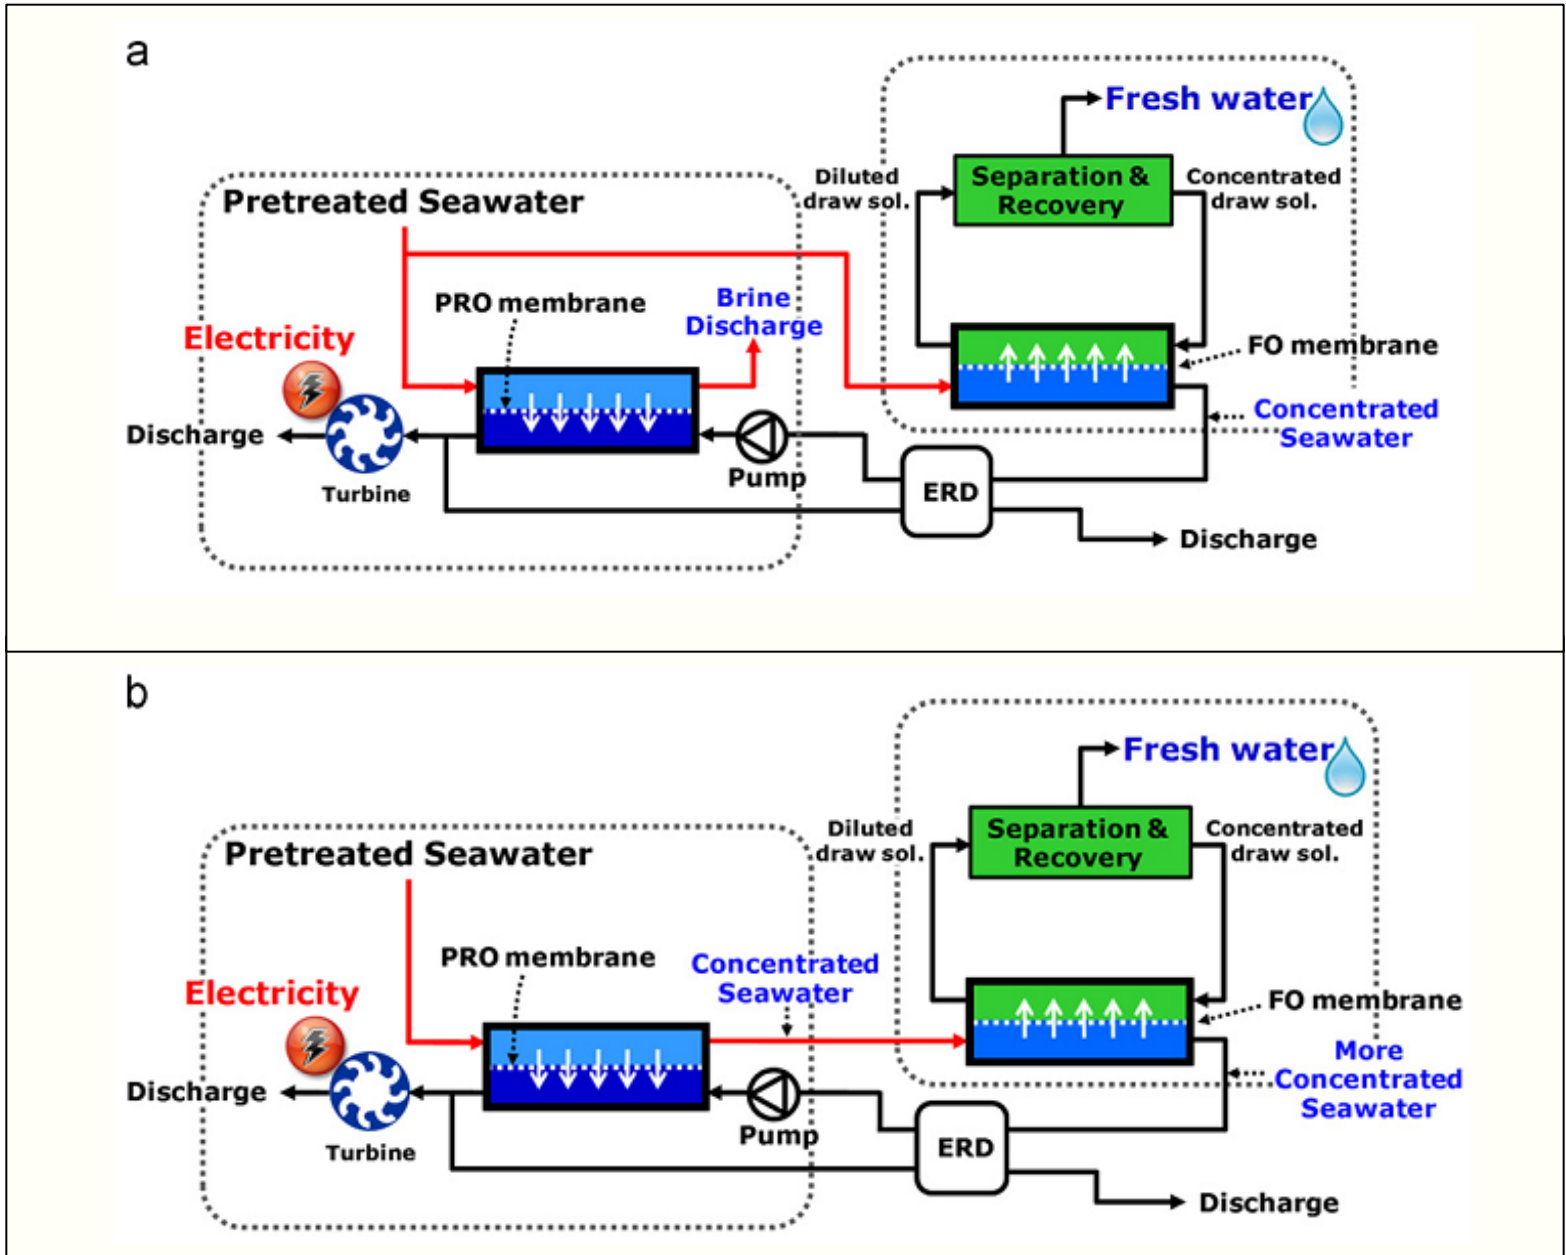 a
Fresh water
Separation &
Recovery
Diluted
draw sol.
Concentrated
draw sol.
Pretreated Seawater
PRO membrane
Brine
Discharge
Electricity
FO membrane
Concentrated
Seawater
Discharge
Turbine
Pump
ERD
Discharge
b
Fresh water
Separation &
Recovery
Diluted
draw sol.
Concentrated
draw sol.
Pretreated Seawater
PRO membrane
Concentrated
Seawater
Electricity
FO membrane
More
Concentrated
Seawater
Discharge
Turbine
Pump
ERD
Discharge